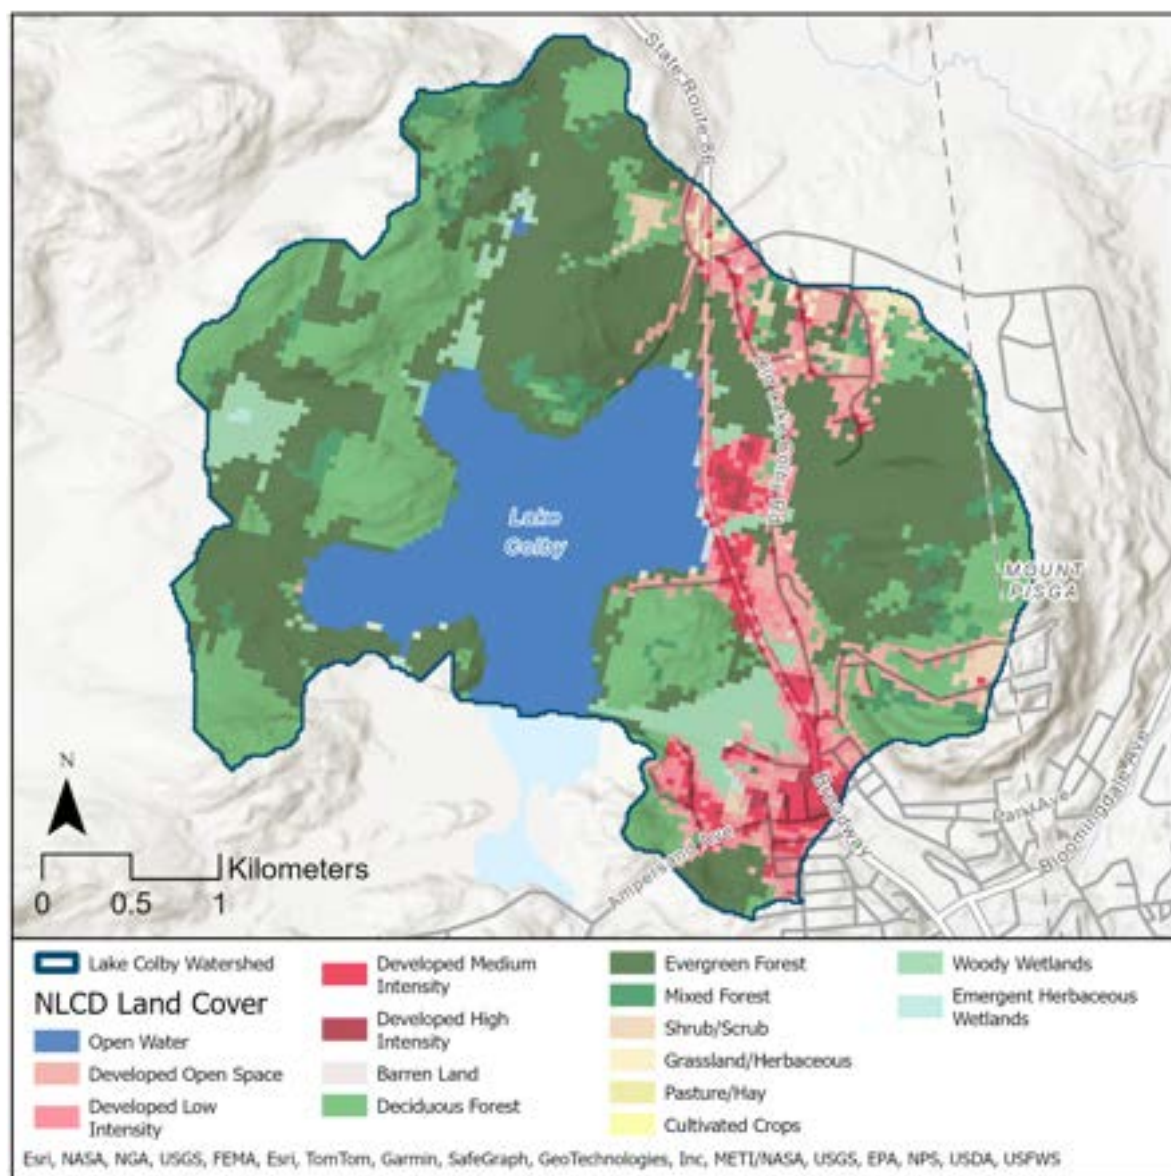 State Route 86
Lake
Colby
MOUNT
PISGA
Broadway
Park Ave
Bloomingdale Ave
Ampersand Ave
N
Kilometers
0 0.5 1
Lake Colby Watershed
NLCD Land Cover
Open Water
Developed Open Space
Developed Low
Intensity
Developed Medium
Intensity
Developed High
Intensity
Barren Land
Deciduous Forest
Evergreen Forest
Mixed Forest
Shrub/Scrub
Grassland/Herbaceous
Pasture/Hay
Cultivated Crops
Woody Wetlands
Emergent Herbaceous
Wetlands
Esri, NASA, NGA, USGS, FEMA, Esri, TomTom, Garmin, SafeGraph, GeoTechnologies, Inc, METI/NASA, USGS, EPA, NPS, USDA, USFWS